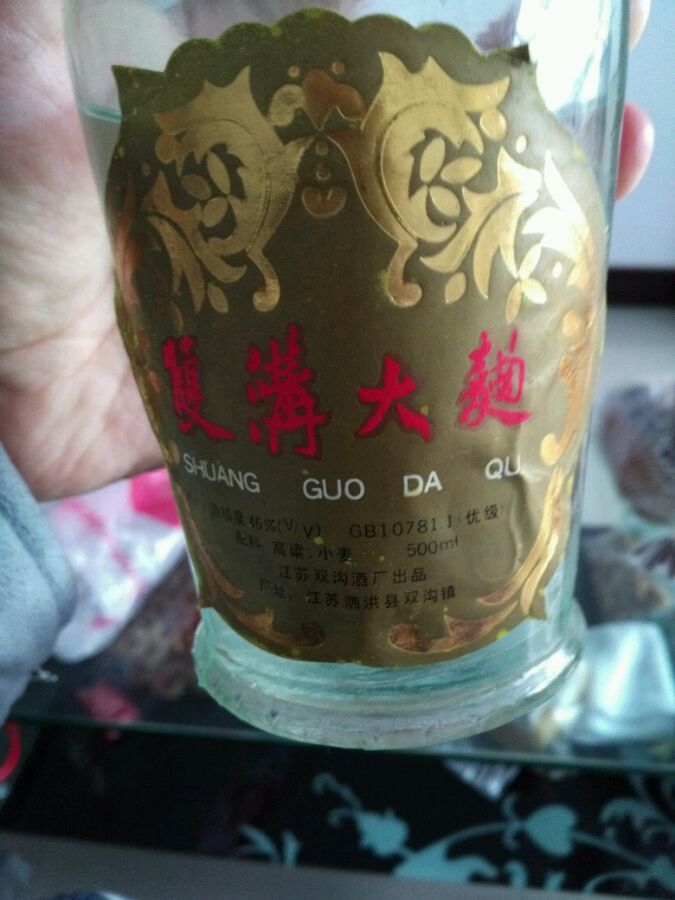 雙溝大麯
SHUANG GUO DA QU
酒精度46%(V/V) GB10781.1(优级)
配料 高粱.小麦 500ml
江苏双沟酒厂出品
厂址：江苏泗洪县双沟镇